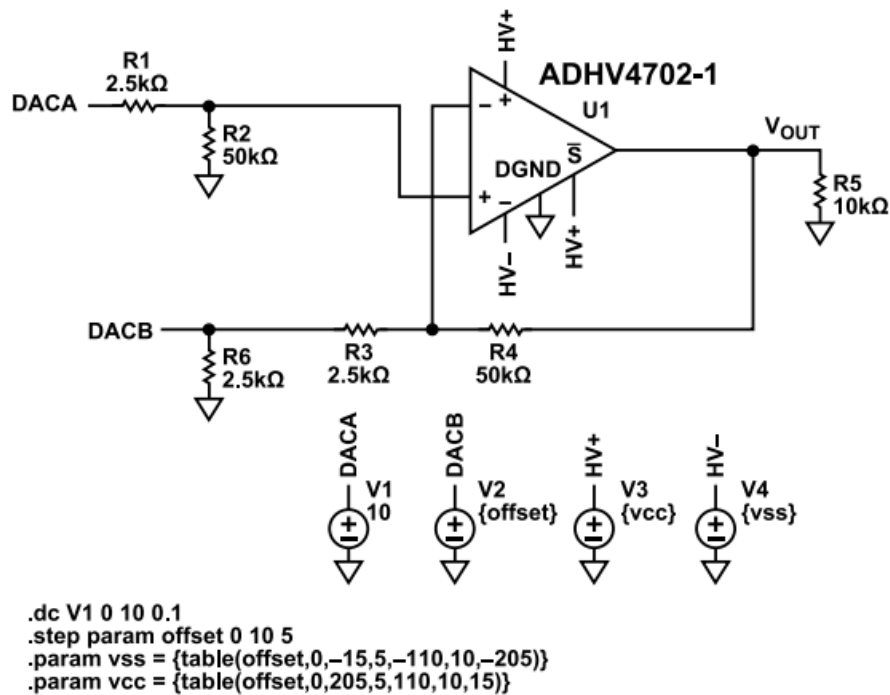 HV+
R1
2.5kΩ
ADHV4702-1
DACA
U1
R2
50kΩ
−
+
S̅
DGND
VOUT
+
−
R5
10kΩ
HV−
HV+
DACB
R6
2.5kΩ
R3
2.5kΩ
R4
50kΩ
DACA
DACB
HV+
HV−
V1
10
V2
{offset}
V3
{vcc}
V4
{vss}
.dc V1 0 10 0.1
.step param offset 0 10 5
.param vss = {table(offset,0,–15,5,–110,10,–205)}
.param vcc = {table(offset,0,205,5,110,10,15)}